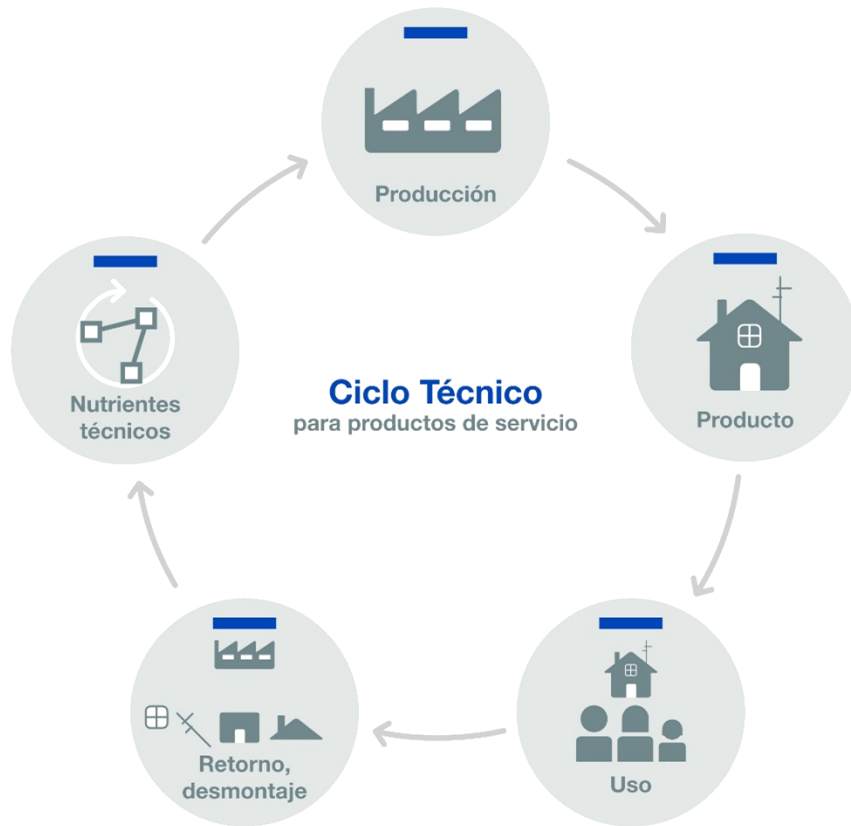 Producción
Nutrientes
técnicos
Ciclo Técnico
para productos de servicio
Producto
Retorno,
desmontaje
Uso